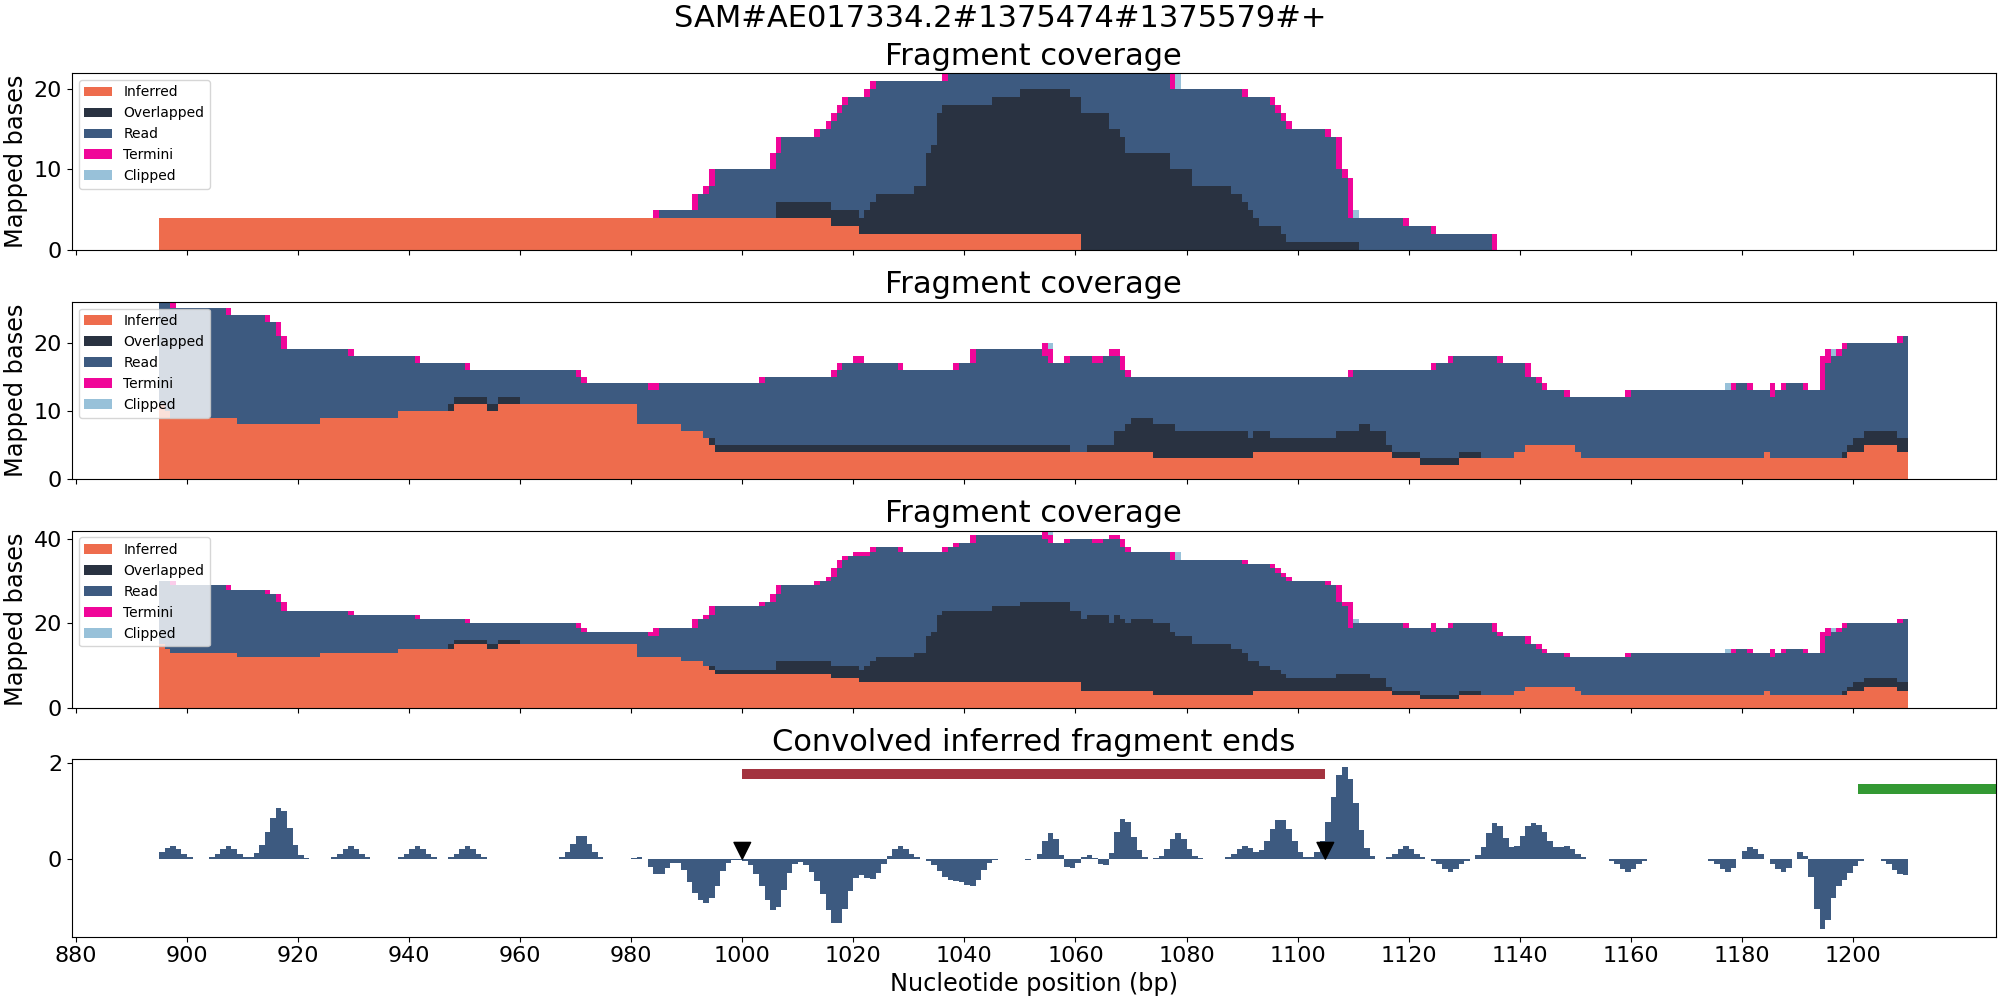 SAM#AE017334.2#1375474#1375579#+
Fragment coverage
Mapped bases
20
10
0
Inferred
Overlapped
Read
Termini
Clipped
Fragment coverage
Mapped bases
20
10
0
Inferred
Overlapped
Read
Termini
Clipped
Fragment coverage
Mapped bases
40
20
0
Inferred
Overlapped
Read
Termini
Clipped
Convolved inferred fragment ends
2
0
880 900 920 940 960 980 1000 1020 1040 1060 1080 1100 1120 1140 1160 1180 1200
Nucleotide position (bp)